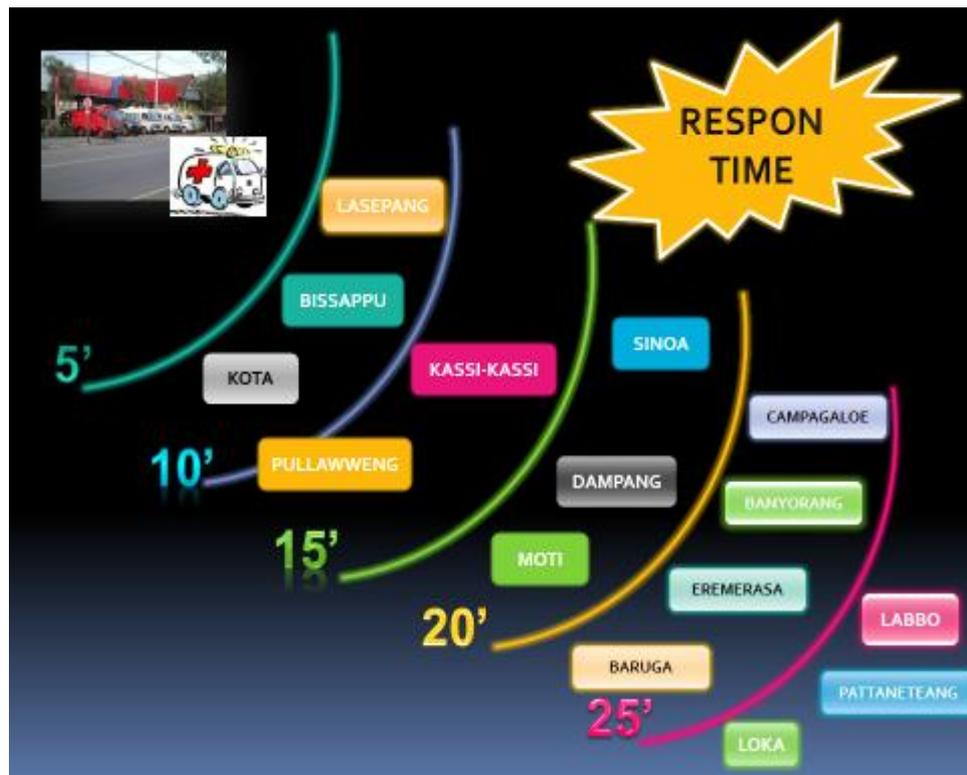 RESPON
TIME
LASEPANG
BISSAPPU
5’
KOTA
KASSI-KASSI
SINOA
10’
PULLAWWENG
CAMPAGALOE
DAMPANG
BANYORANG
15’
MOTI
EREMERASA
20’
LABBO
BARUGA
PATTANETEANG
25’
LOKA